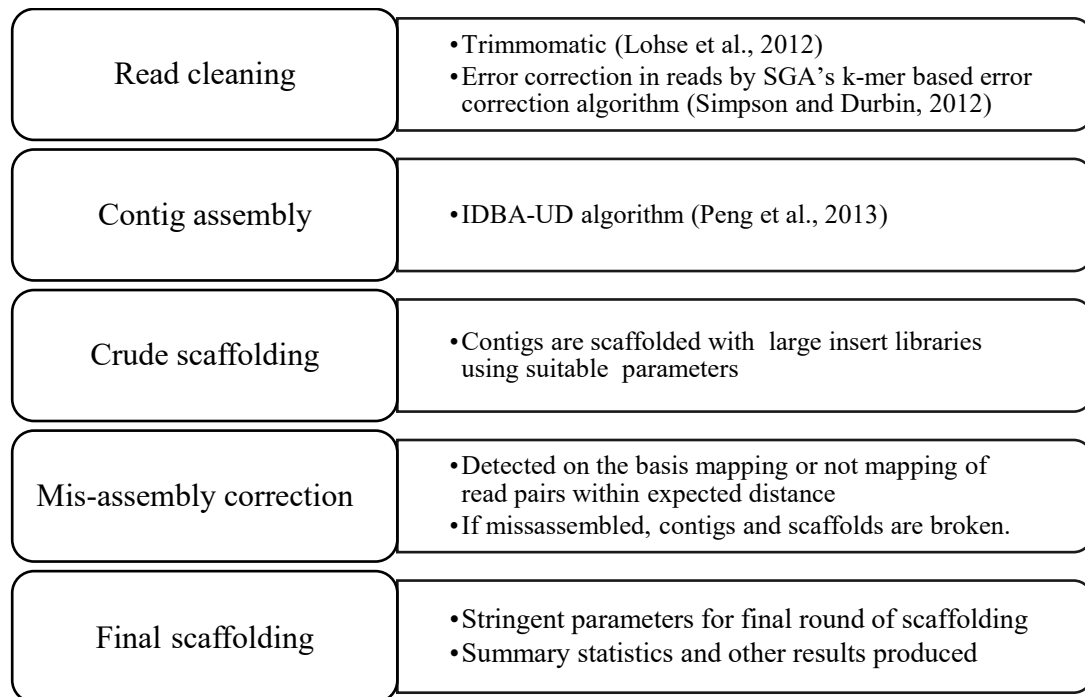 Read cleaning
•Trimmomatic (Lohse et al., 2012)
•Error correction in reads by SGA's k-mer based error
correction algorithm (Simpson and Durbin, 2012)
Contig assembly
•IDBA-UD algorithm (Peng et al., 2013)
Crude scaffolding
•Contigs are scaffolded with large insert libraries
using suitable parameters
Mis-assembly correction
•Detected on the basis mapping or not mapping of
read pairs within expected distance
•If missassembled, contigs and scaffolds are broken.
Final scaffolding
•Stringent parameters for final round of scaffolding
•Summary statistics and other results produced